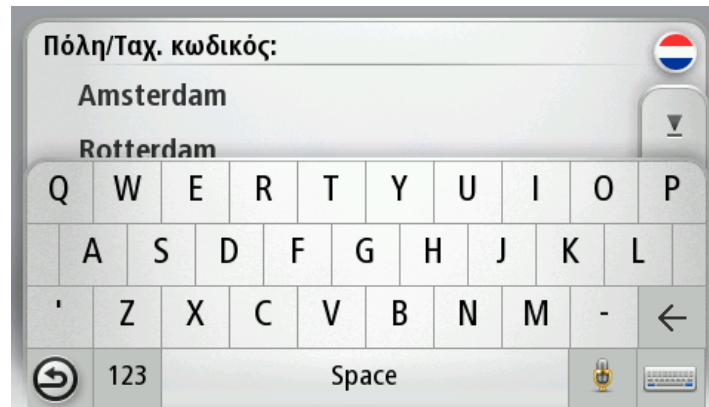 Πόλη/Ταχ. κωδικός:
Amsterdam
Rotterdam
Q W E R T Y U I O P
A S D F G H J K L
' Z X C V B N M - ←
123 Space